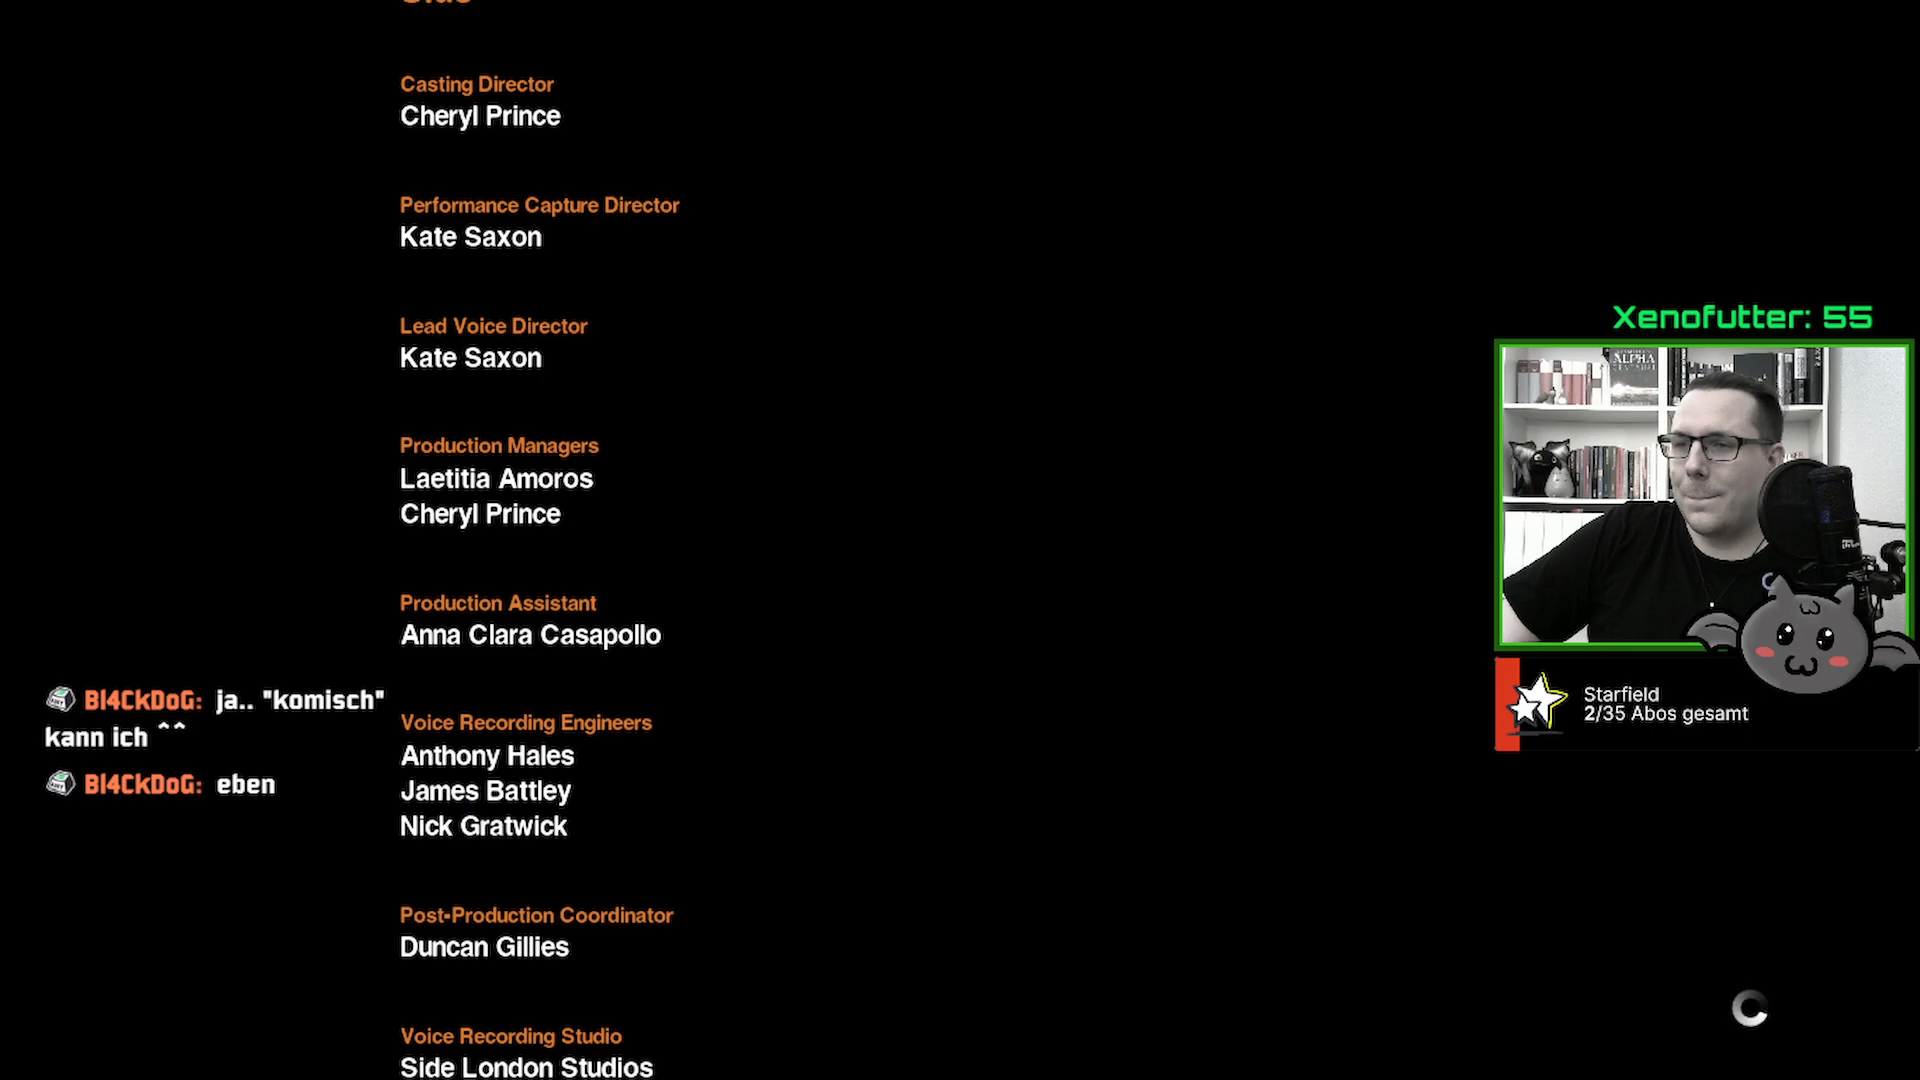 Side
Casting Director
Cheryl Prince
Performance Capture Director
Kate Saxon
Lead Voice Director
Kate Saxon
Production Managers
Laetitia Amoros
Cheryl Prince
Production Assistant
Anna Clara Casapollo
Voice Recording Engineers
Anthony Hales
James Battley
Nick Gratwick
Post-Production Coordinator
Duncan Gillies
Voice Recording Studio
Side London Studios
Bl4CkDoG: ja.. "komisch"
kann ich ^^
Bl4CkDoG: eben
Xenofutter: 55
ALPHA
Starfield
2/35 Abos gesamt